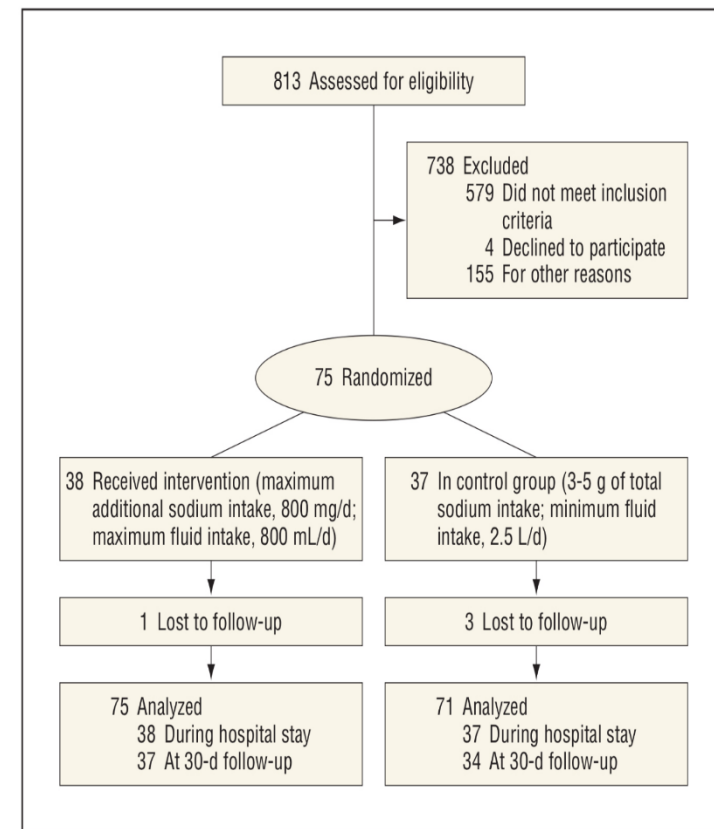 813 Assessed for eligibility
738 Excluded
579 Did not meet inclusion
criteria
4 Declined to participate
155 For other reasons
75 Randomized
38 Received intervention (maximum
additional sodium intake, 800 mg/d;
maximum fluid intake, 800 mL/d)
37 In control group (3-5 g of total
sodium intake; minimum fluid
intake, 2.5 L/d)
1 Lost to follow-up
3 Lost to follow-up
75 Analyzed
38 During hospital stay
37 At 30-d follow-up
71 Analyzed
37 During hospital stay
34 At 30-d follow-up